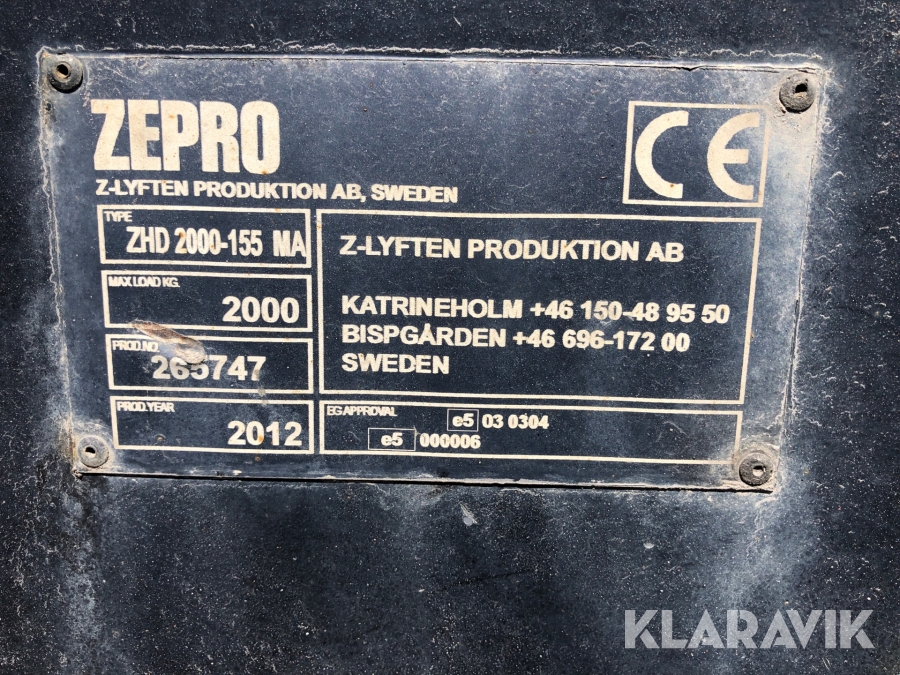 ZEPRO
CE
Z-LYFTEN PRODUKTION AB, SWEDEN
TYPE
ZHD 2000-155 MA
MAX LOAD KG.
2000
PROD.NO.
265747
PROD.YEAR
2012
Z-LYFTEN PRODUKTION AB
KATRINEHOLM +46 150-48 95 50
BISPGÅRDEN +46 696-172 00
SWEDEN
EG APPROVAL
e5 03 0304
e5 000006
KLARAVIK